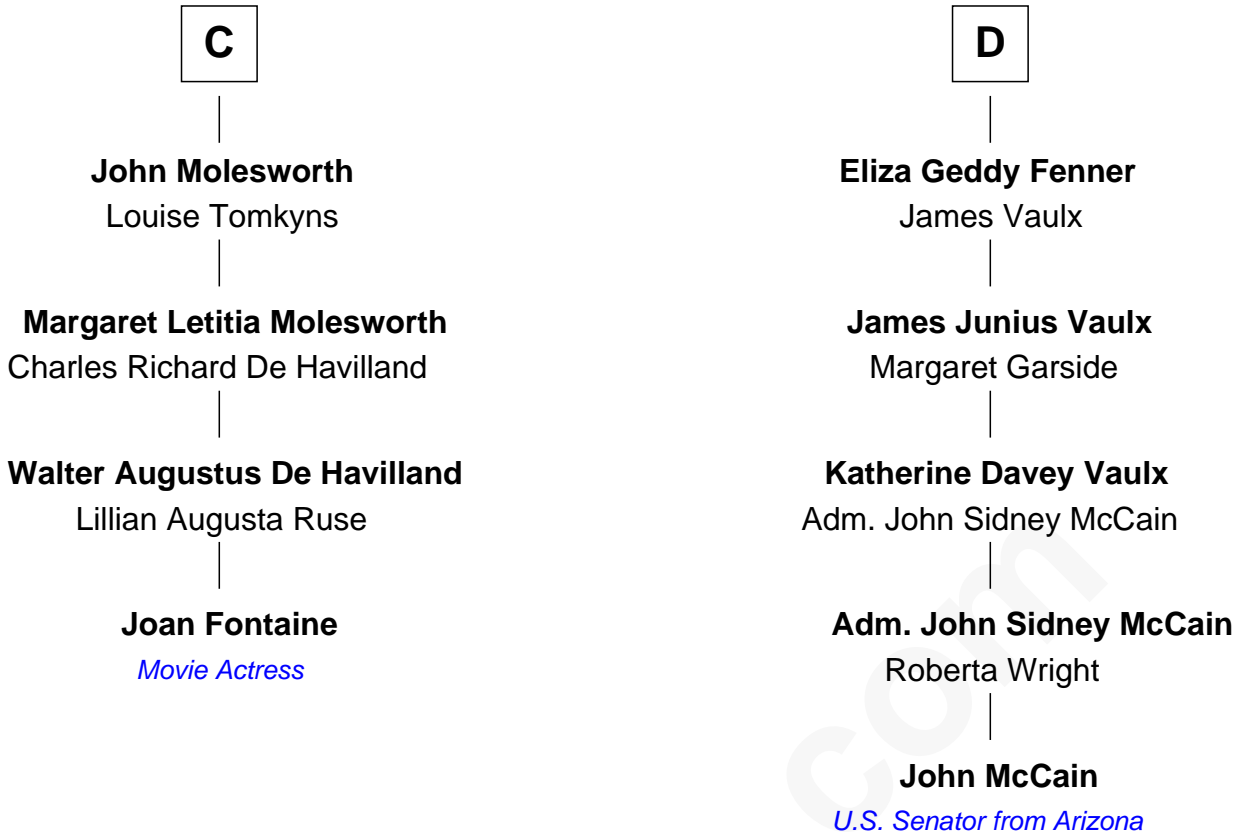 C
John Molesworth
Louise Tomkyns
Margaret Letitia Molesworth
Charles Richard De Havilland
Walter Augustus De Havilland
Lillian Augusta Ruse
Joan Fontaine
Movie Actress
D
Eliza Geddy Fenner
James Vaulx
James Junius Vaulx
Margaret Garside
Katherine Davey Vaulx
Adm. John Sidney McCain
Adm. John Sidney McCain
Roberta Wright
John McCain
U.S. Senator from Arizona
com